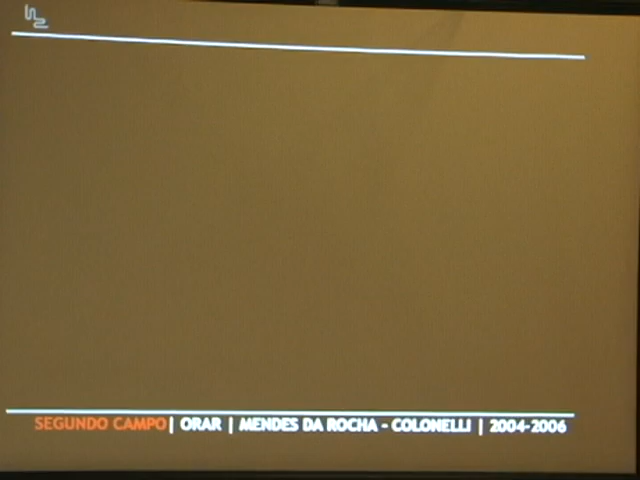 SEGUNDO CAMPO | ORAR | MENDES DA ROCHA - COLONELLI | 2004-2006